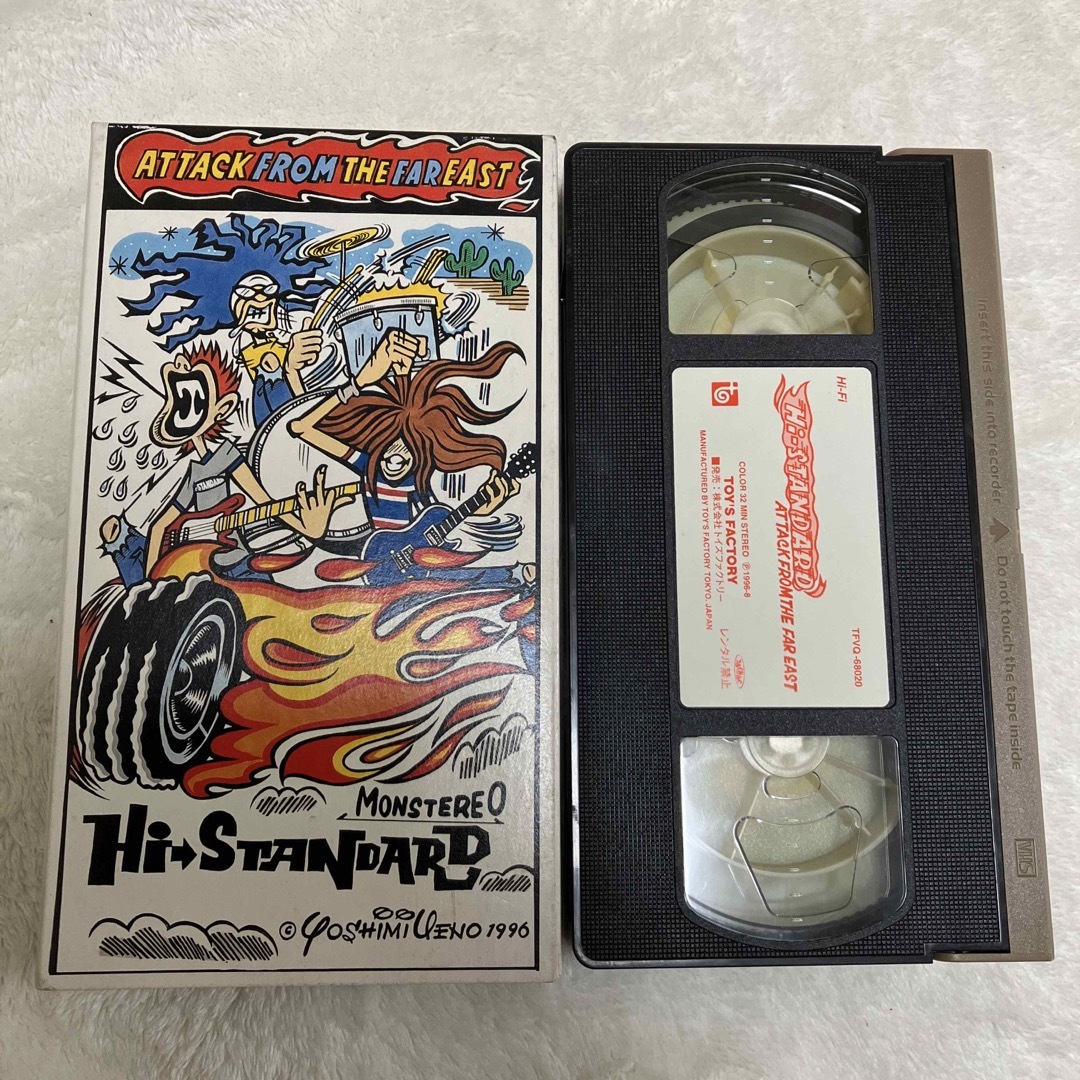 ATTACK FROM THE FAR EAST
STANDARD
MONSTEREO
Hi→STANDARD
© YOSHIMI UENO 1996
Hi-Fi
Hi-STANDARD
ATTACK FROM THE FAR EAST
TFVQ-68020
COLOR 32 MIN STEREO Ⓟ1996-8
TOY'S FACTORY
■発売：株式会社トイズファクトリー
レンタル禁止
MANUFACTURED BY TOY'S FACTORY TOKYO, JAPAN
Insert this side into recorder
Do not touch the tape inside
VHS